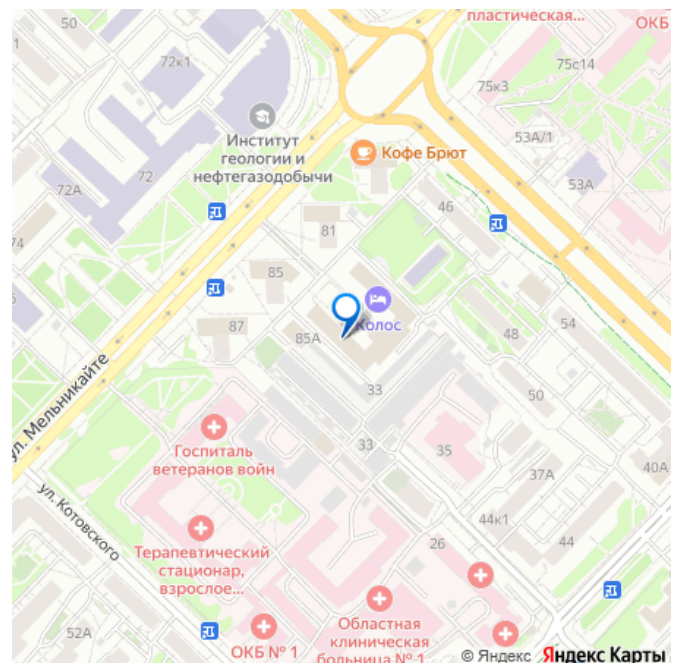 50
пластическая...
ОКБ
1
72к1
75к3
75с14
Институт
геологии и
нефтегазодобычи
Кофе Брют
53А/1
53А
72А
72
46
81
74
85
Колос
87
85А
48
54
33
50
ул. Мельникайте
Госпиталь
ветеранов войн
33
35
37А
40А
ул. Котовского
44к1
44
26
Терапевтический
стационар,
взрослое...
52А
ОКБ № 1
Областная
клиническая
больница № 1
© Яндекс Яндекс Карты